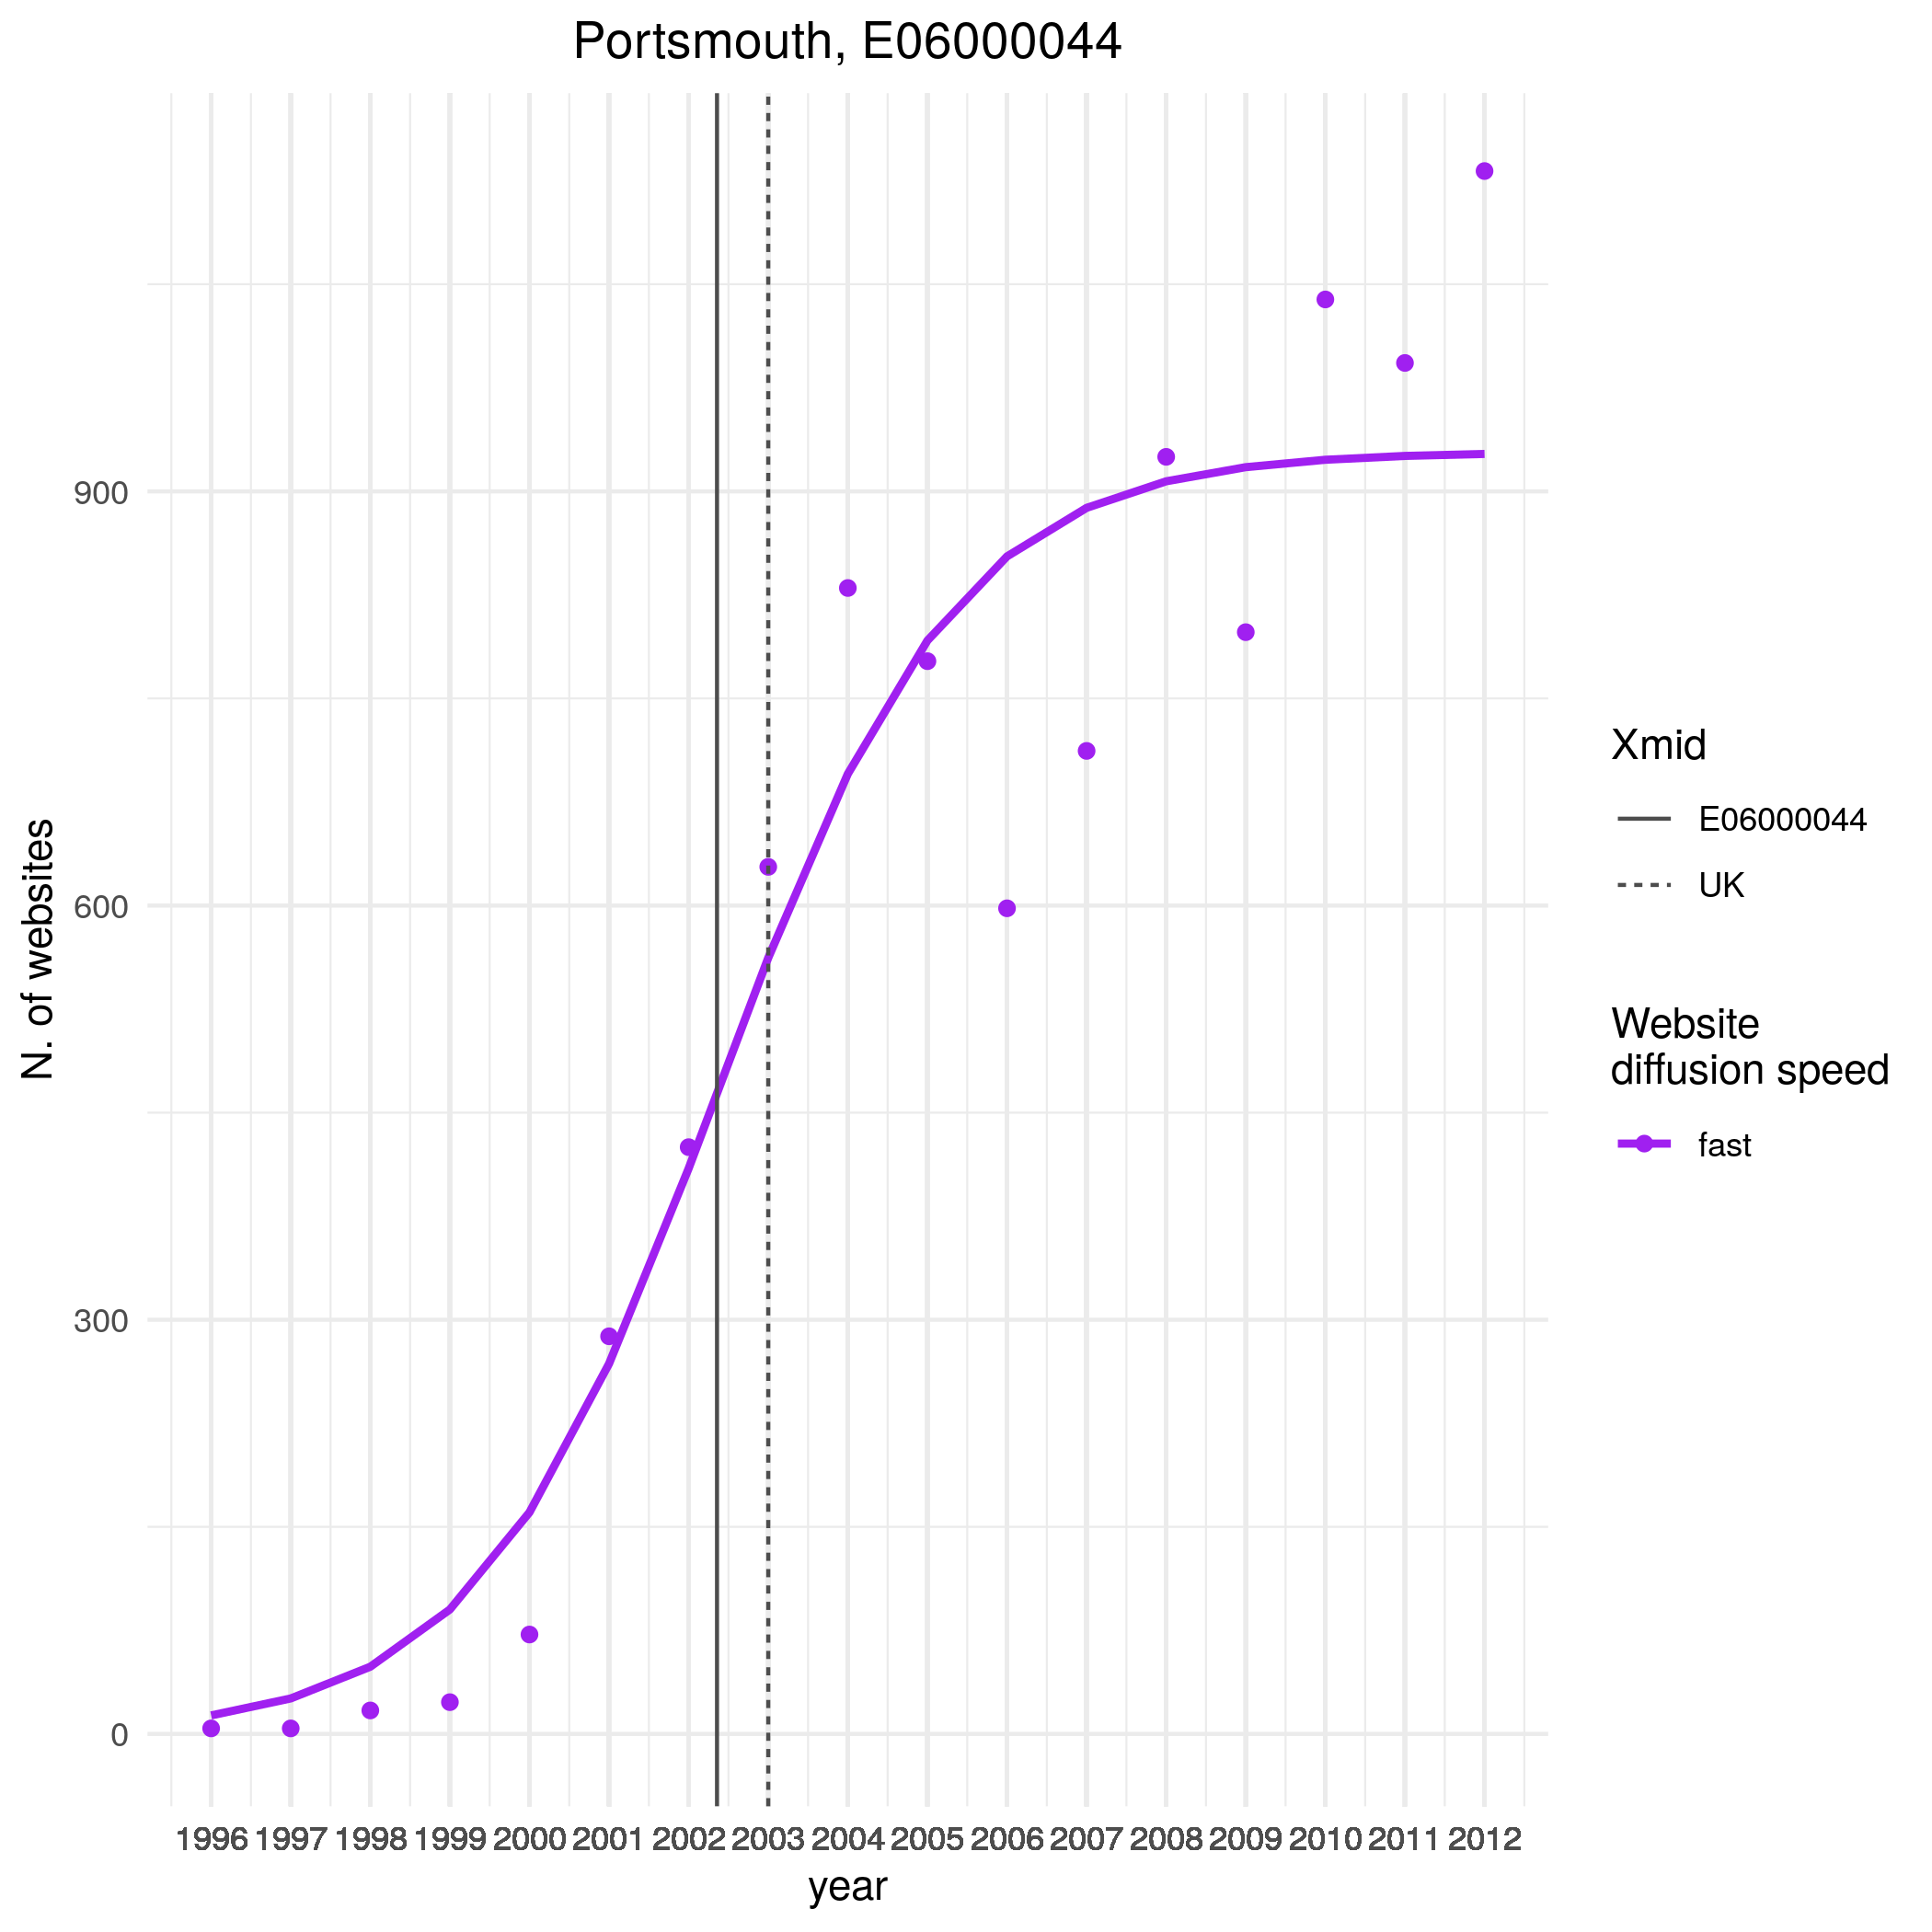 Portsmouth, E06000044
N. of websites
900
600
300
0
1996 1997 1998 1999 2000 2001 2002 2003 2004 2005 2006 2007 2008 2009 2010 2011 2012
year
Xmid
E06000044
UK
Website
diffusion speed
fast